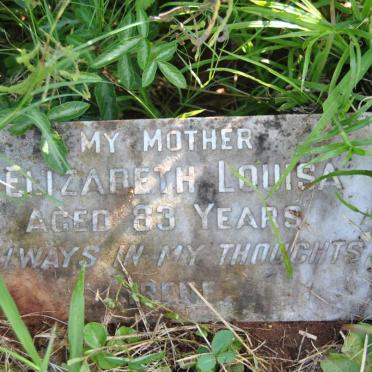 MY MOTHER
ELIZABETH LOUISA
AGED 83 YEARS
ALWAYS IN MY THOUGHTS